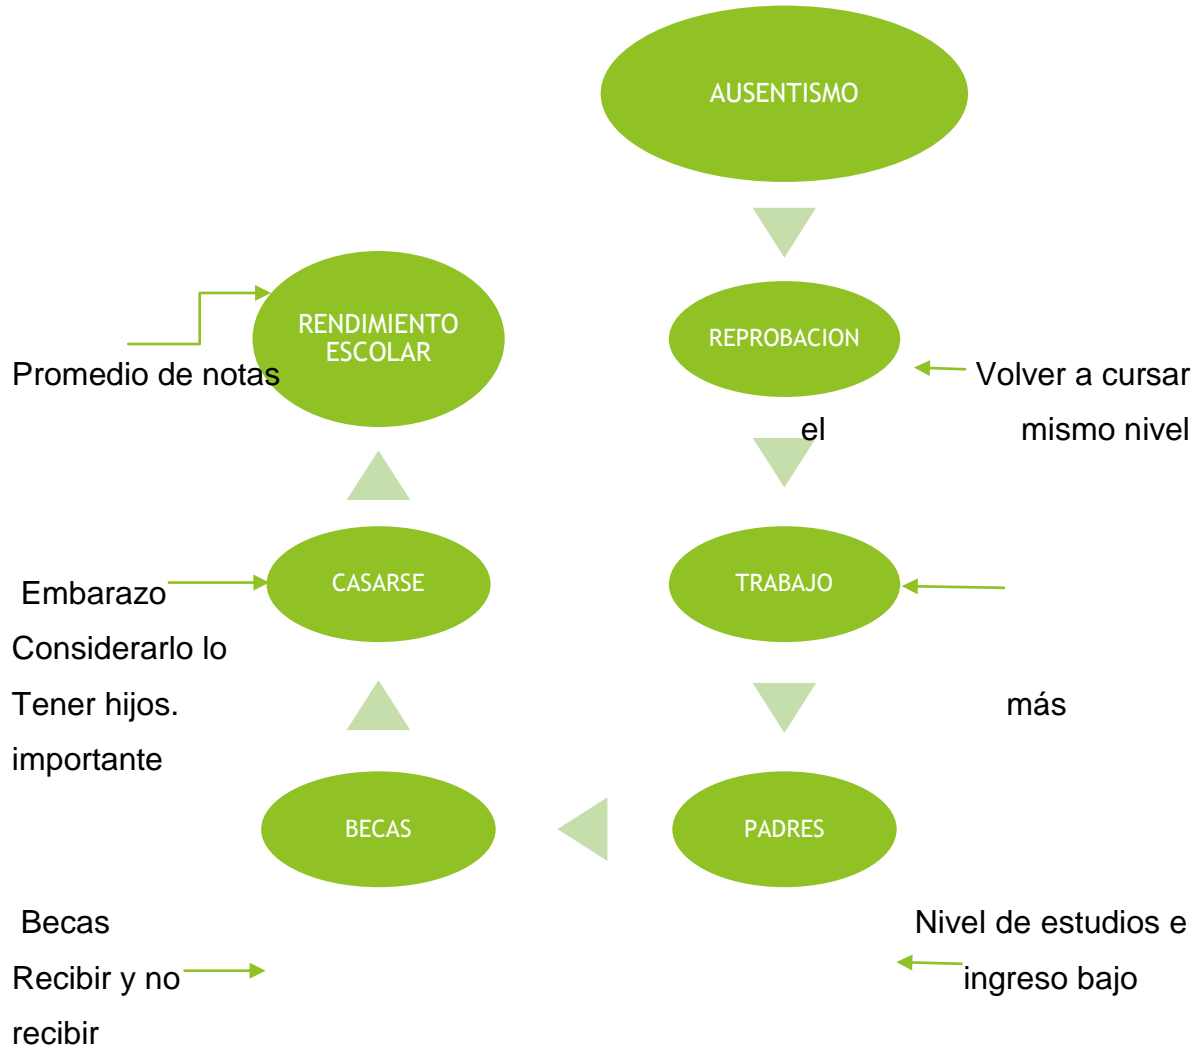 AUSENTISMO
RENDIMIENTO
ESCOLAR
REPROBACION
Promedio de notas
Volver a cursar
el mismo nivel
CASARSE
TRABAJO
Embarazo
Considerarlo lo
Tener hijos. más
importante
BECAS
PADRES
Becas
Nivel de estudios e
Recibir y no
ingreso bajo
recibir